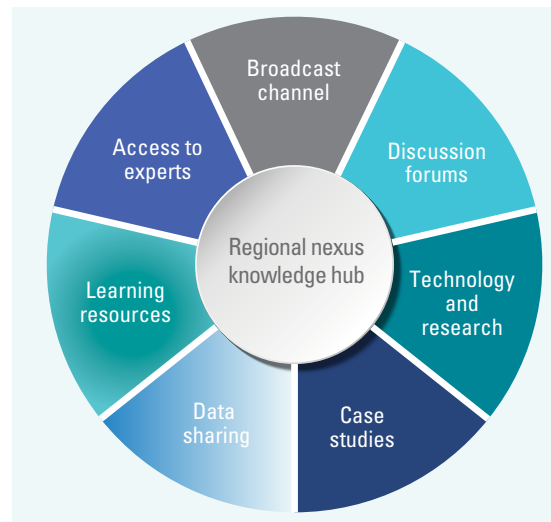 Broadcast
channel
Discussion
forums
Technology
and
research
Case
studies
Data
sharing
Learning
resources
Access to
experts
Regional nexus
knowledge hub